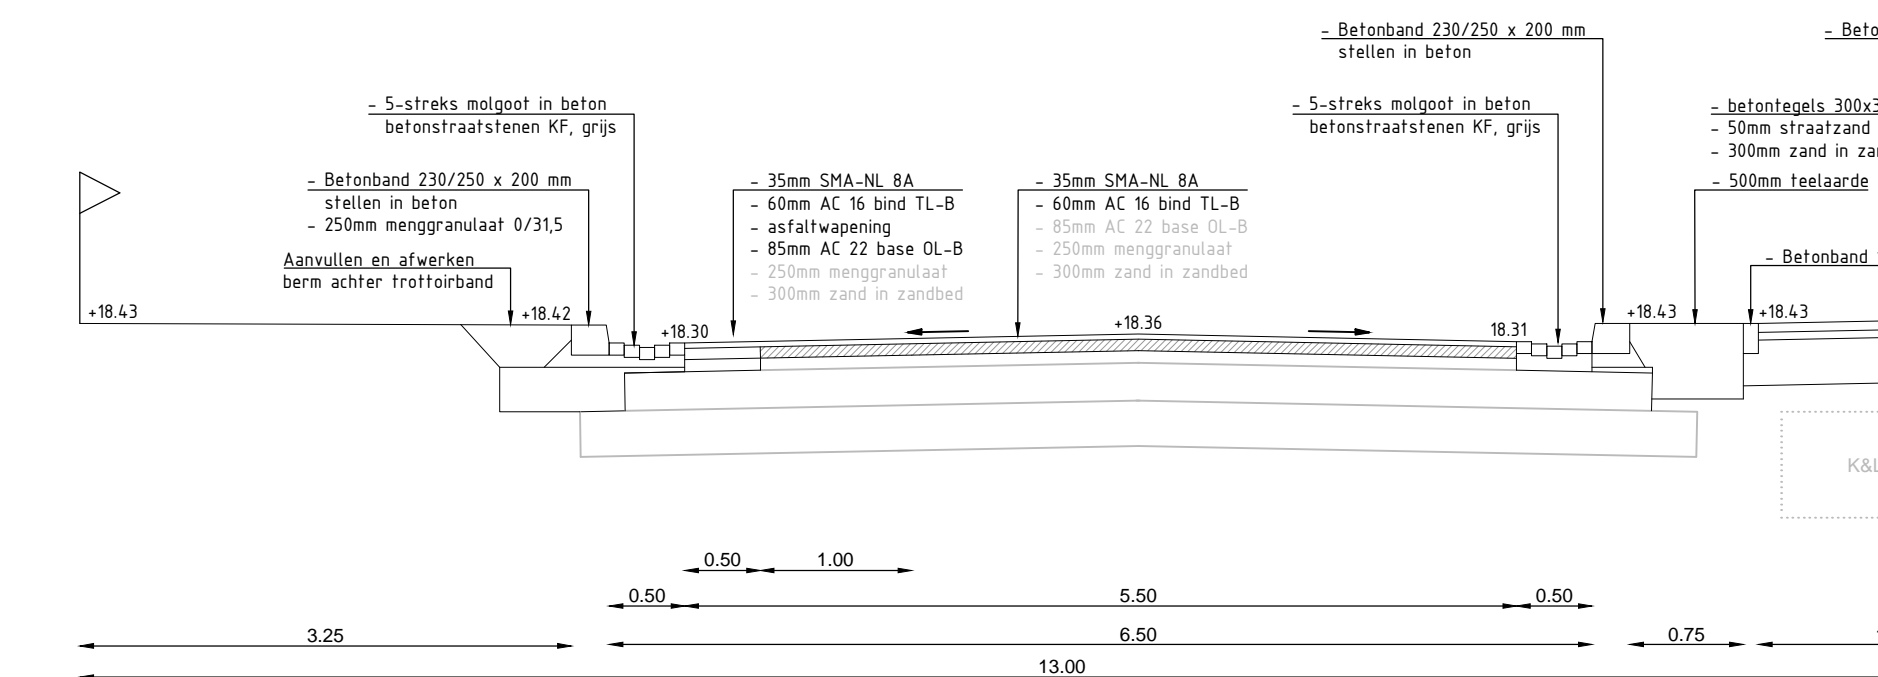 - Betonband 230/250 x 200 mm
stellen in beton
- 5-streks molgoot in beton
betonstraatstenen KF, grijs
- 5-streks molgoot in beton
betonstraatstenen KF, grijs
- betontegels
- 50mm straatzand
- 300mm zand in
- Betonband 230/250 x 200 mm
stellen in beton
- 250mm menggranulaat 0/31,5
- 35mm SMA-NL 8A
- 60mm AC 16 bind TL-B
- asfaltwapening
- 85mm AC 22 base OL-B
- 250mm menggranulaat
- 300mm zand in zandbed
- 35mm SMA-NL 8A
- 60mm AC 16 bind TL-B
- 85mm AC 22 base OL-B
- 250mm menggranulaat
- 300mm zand in zandbed
- 500mm teelaarde
Aanvullen en afwerken
berm achter trottoirband
- Betonband
+18.43
+18.42
+18.30
+18.36
18.31
+18.43
+18.43
0.50
1.00
0.50
5.50
0.50
3.25
6.50
0.75
13.00